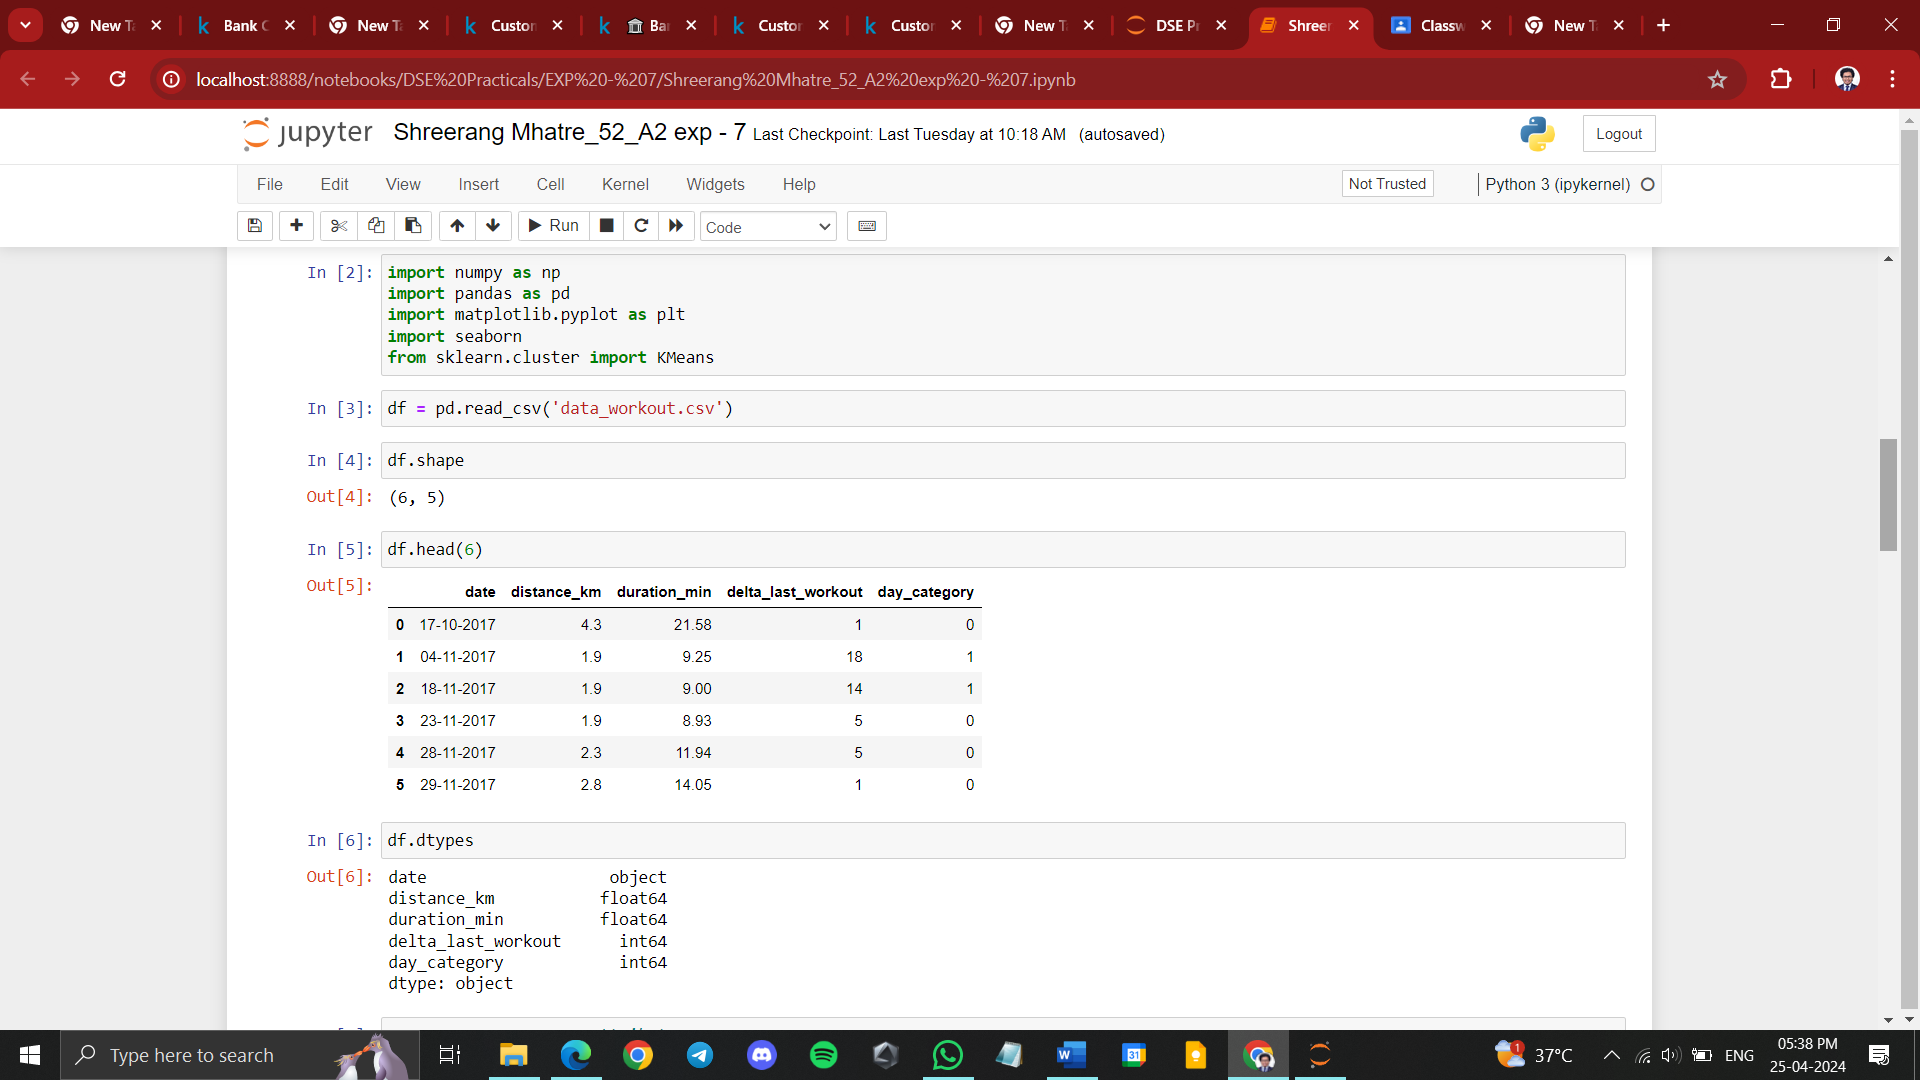 New Ta
Bank C
New Ta
Custom
Ba
Custom
Custom
New Ta
DSE Pr
Shreer
Classw
New Ta
localhost:8888/notebooks/DSE%20Practicals/EXP%20-%207/Shreerang%20Mhatre_52_A2%20exp%20-%207.ipynb
jupyter Shreerang Mhatre_52_A2 exp - 7 Last Checkpoint: Last Tuesday at 10:18 AM (autosaved) Logout
File Edit View Insert Cell Kernel Widgets Help Not Trusted Python 3 (ipykernel)
Run Code
In [2]: import numpy as np
import pandas as pd
import matplotlib.pyplot as plt
import seaborn
from sklearn.cluster import KMeans
In [3]: df = pd.read_csv('data_workout.csv')
In [4]: df.shape
Out[4]: (6, 5)
In [5]: df.head(6)
Out[5]:
date distance_km duration_min delta_last_workout day_category
0 17-10-2017 4.3 21.58 1 0
1 04-11-2017 1.9 9.25 18 1
2 18-11-2017 1.9 9.00 14 1
3 23-11-2017 1.9 8.93 5 0
4 28-11-2017 2.3 11.94 5 0
5 29-11-2017 2.8 14.05 1 0
In [6]: df.dtypes
Out[6]: date object
distance_km float64
duration_min float64
delta_last_workout int64
day_category int64
dtype: object
Type here to search
1 37°C ENG 05:38 PM
25-04-2024